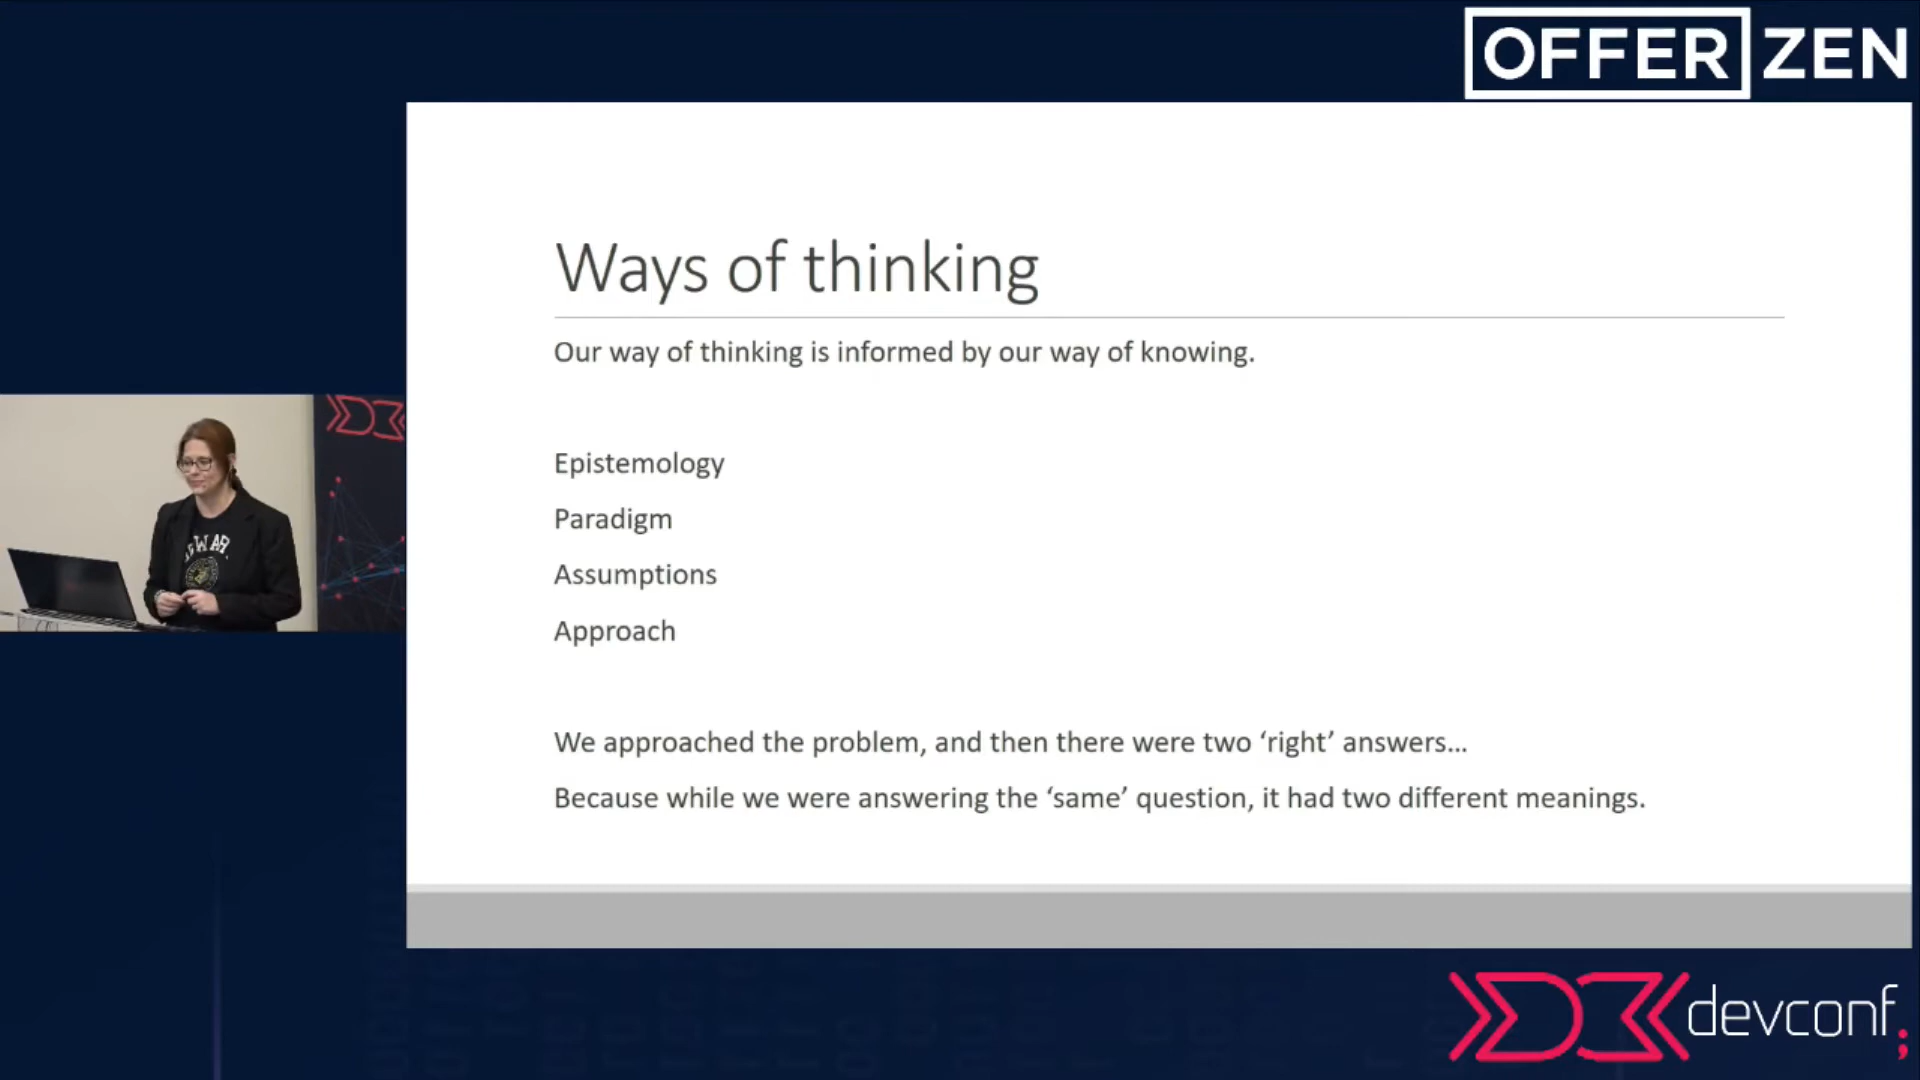 OFFERZEN
Ways of thinking
Our way of thinking is informed by our way of knowing.
Epistemology
Paradigm
Assumptions
Approach
We approached the problem, and then there were two ‘right’ answers…
Because while we were answering the ‘same’ question, it had two different meanings.
devconf;